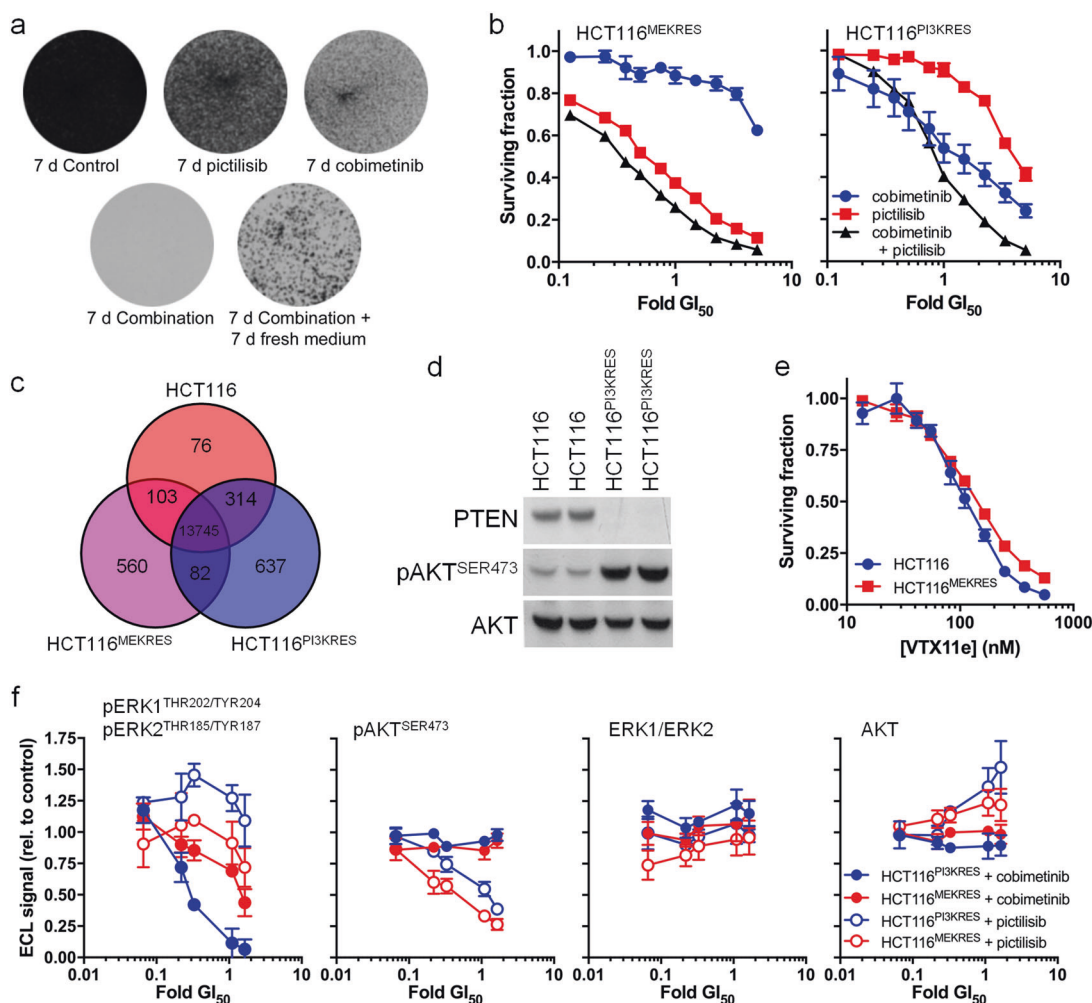 a
7 d Control
7 d pictilisib
7 d cobimetinib
7 d Combination
7 d Combination +
7 d fresh medium
b
HCT116MEKRES
Surviving fraction
1.0
0.8
0.6
0.4
0.2
0.0
0.1
1
10
Fold GI50
HCT116PI3KRES
cobimetinib
pictilisib
cobimetinib
+ pictilisib
0.1
1
10
Fold GI50
c
HCT116
76
103
314
13745
560
82
637
HCT116MEKRES
HCT116PI3KRES
d
HCT116
HCT116
HCT116PI3KRES
HCT116PI3KRES
PTEN
pAKTSER473
AKT
e
Surviving fraction
1.00
0.75
0.50
0.25
0.00
HCT116
HCT116MEKRES
10
100
1000
[VTX11e] (nM)
f
pERK1THR202/TYR204
pERK2THR185/TYR187
ECL signal (rel. to control)
1.75
1.50
1.25
1.00
0.75
0.50
0.25
0.00
0.01
0.1
1
10
Fold GI50
pAKTSER473
0.01
0.1
1
10
Fold GI50
ERK1/ERK2
0.01
0.1
1
10
Fold GI50
AKT
HCT116PI3KRES + cobimetinib
HCT116MEKRES + cobimetinib
HCT116PI3KRES + pictilisib
HCT116MEKRES + pictilisib
0.01
0.1
1
10
Fold GI50